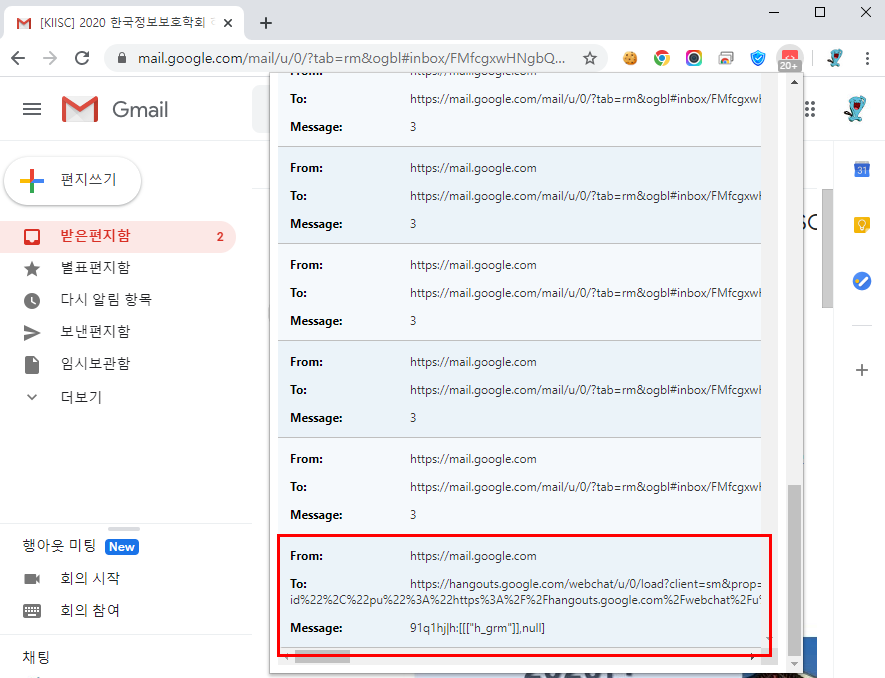 [KIISC] 2020 한국정보보호학회
mail.google.com/mail/u/0/?tab=rm&ogbl#inbox/FMfcgxwHNgbQ...
20+
Gmail
편지쓰기
받은편지함 2
별표편지함
다시 알림 항목
보낸편지함
임시보관함
더보기
행아웃 미팅 New
회의 시작
회의 참여
채팅
From: https://mail.google.com
To: https://mail.google.com/mail/u/0/?tab=rm&ogbl#inbox/FMfcgxwH
Message: 3
From: https://mail.google.com
To: https://mail.google.com/mail/u/0/?tab=rm&ogbl#inbox/FMfcgxwH
Message: 3
From: https://mail.google.com
To: https://mail.google.com/mail/u/0/?tab=rm&ogbl#inbox/FMfcgxwH
Message: 3
From: https://mail.google.com
To: https://mail.google.com/mail/u/0/?tab=rm&ogbl#inbox/FMfcgxwH
Message: 3
From: https://mail.google.com
To: https://mail.google.com/mail/u/0/?tab=rm&ogbl#inbox/FMfcgxwH
Message: 3
From: https://mail.google.com
To: https://hangouts.google.com/webchat/u/0/load?client=sm&prop=
id%22%2C%22pu%22%3A%22https%3A%2F%2Fhangouts.google.com%2Fwebchat%2Fu%
Message: 91q1hj|h:[[["h_grm"]],null]
SC
31